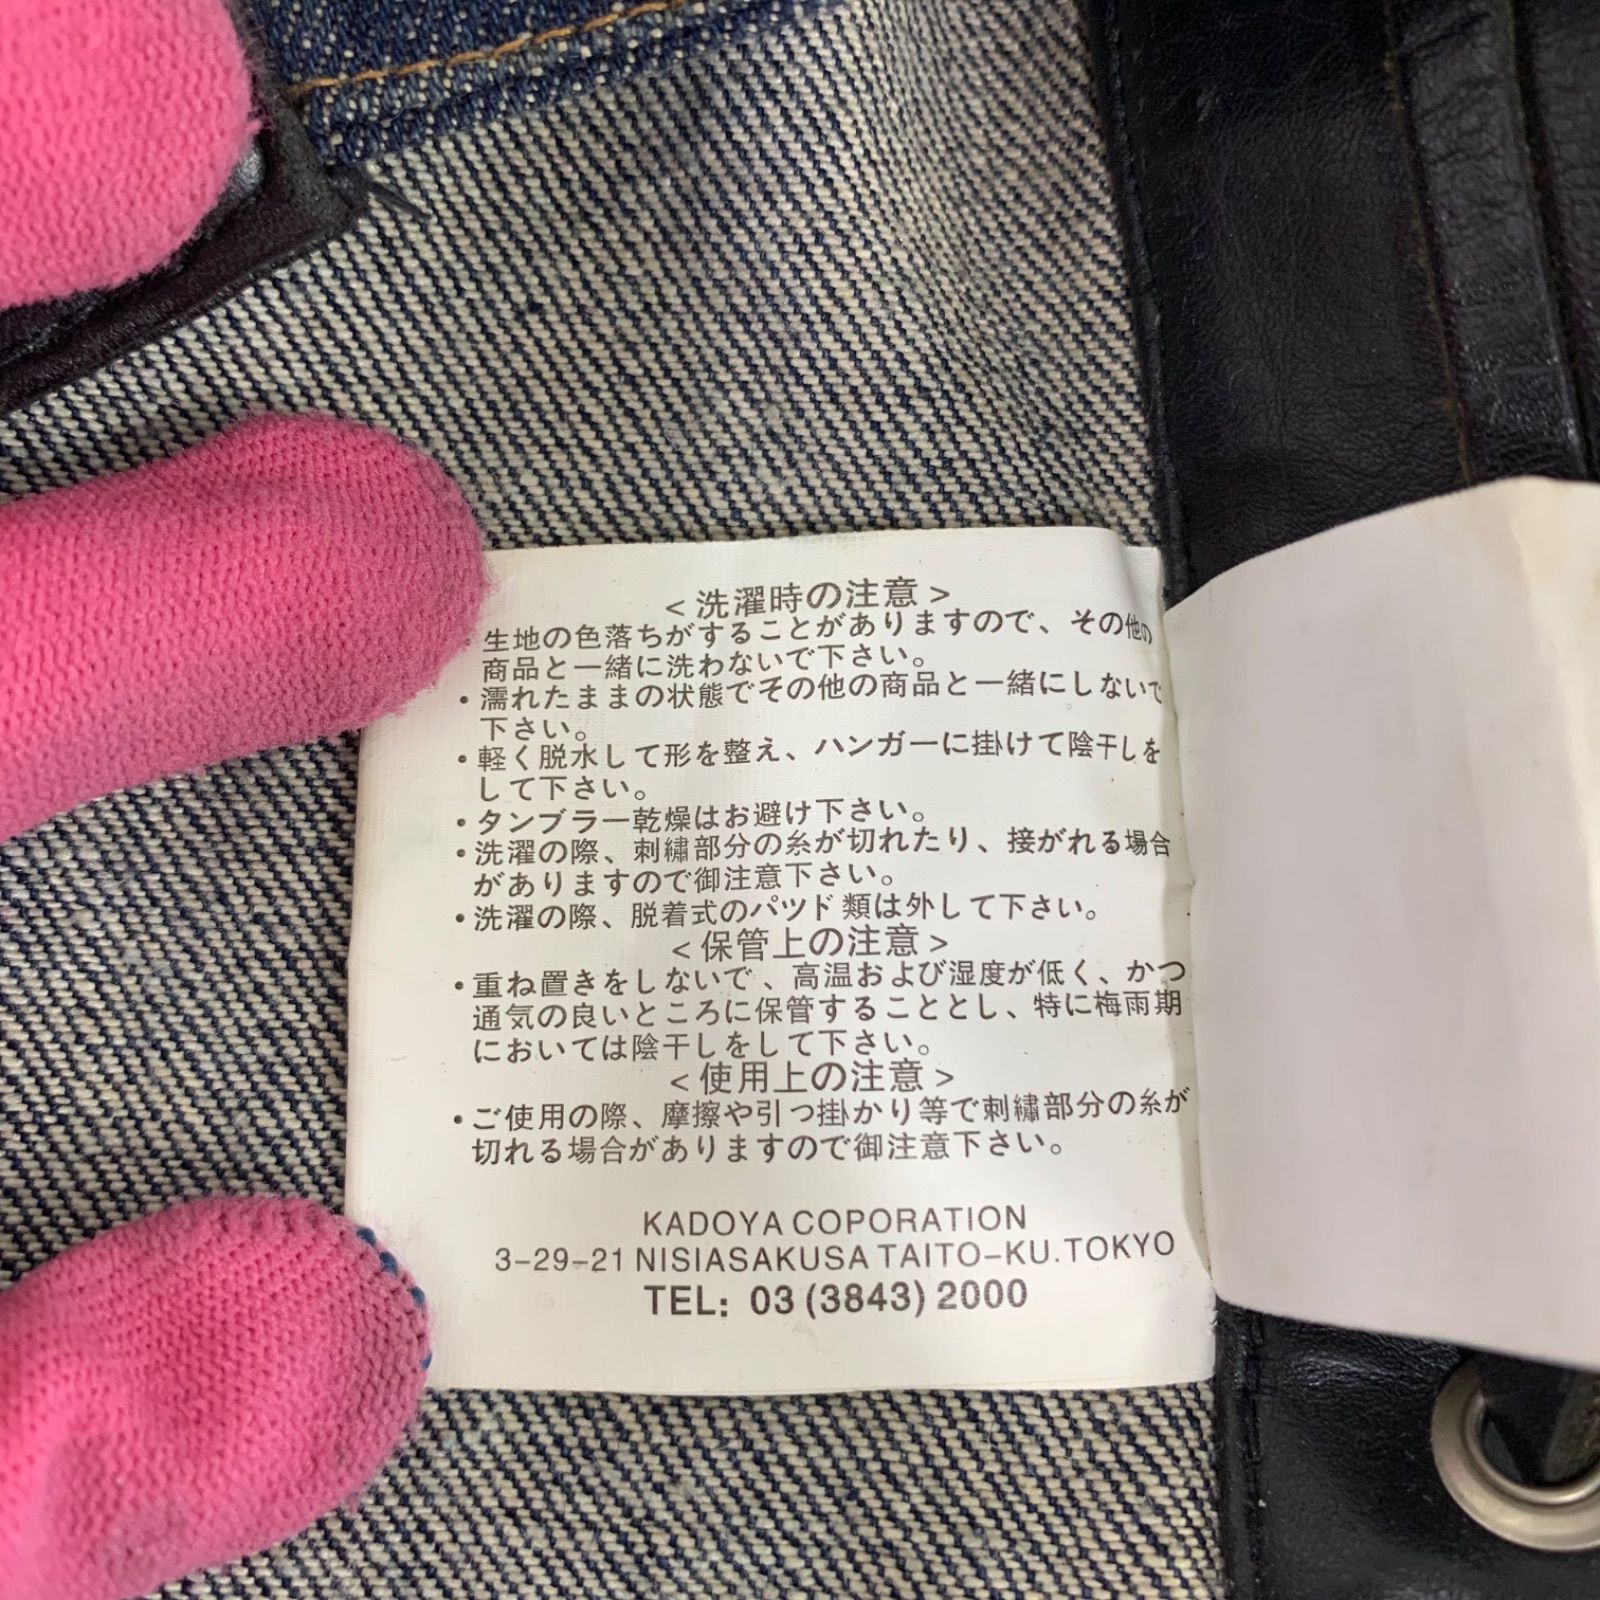 ＜洗濯時の注意＞
生地の色落ちがすることがありますので、その他の
商品と一緒に洗わないで下さい。
・濡れたままの状態でその他の商品と一緒にしないで
下さい。
・軽く脱水して形を整え、ハンガーに掛けて陰干しを
して下さい。
・タンブラー乾燥はお避け下さい。
・洗濯の際、刺繍部分の糸が切れたり、接がれる場合
がありますので御注意下さい。
・洗濯の際、脱着式のパツド類は外して下さい。
＜保管上の注意＞
・重ね置きをしないで、高温および湿度が低く、かつ
通気の良いところに保管することとし、特に梅雨期
においては陰干しをして下さい。
＜使用上の注意＞
・ご使用の際、摩擦や引っ掛かり等で刺繍部分の糸が
切れる場合がありますので御注意下さい。
KADOYA COPORATION
3-29-21 NISIASAKUSA TAITO-KU.TOKYO
TEL: 03 (3843) 2000